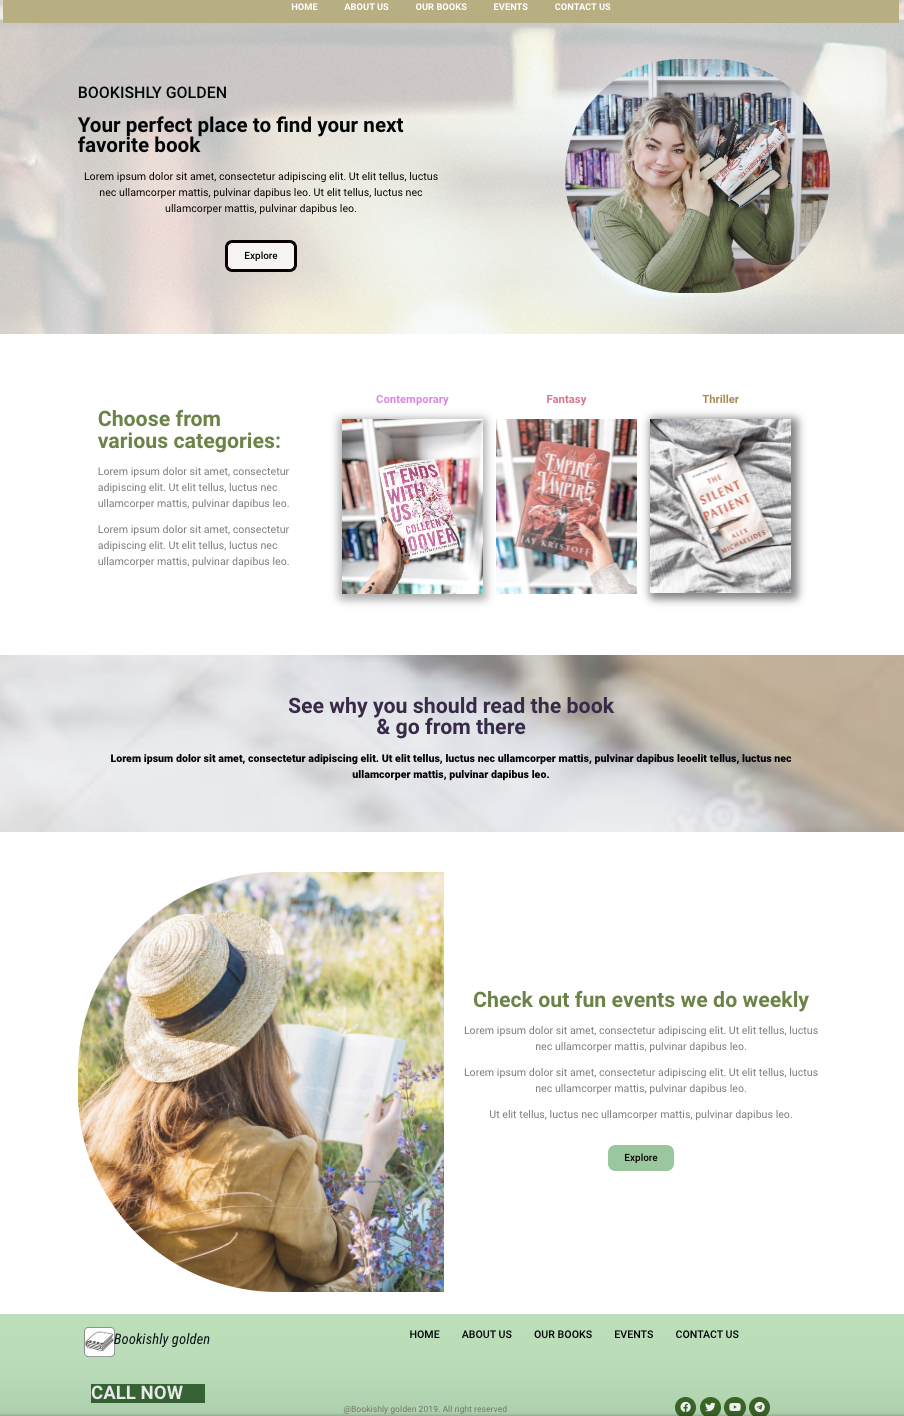 HOME ABOUT US OUR BOOKS EVENTS CONTACT US
BOOKISHLY GOLDEN
Your perfect place to find your next
favorite book
Lorem ipsum dolor sit amet, consectetur adipiscing elit. Ut elit tellus, luctus
nec ullamcorper mattis, pulvinar dapibus leo. Ut elit tellus, luctus nec
ullamcorper mattis, pulvinar dapibus leo.
Explore
Choose from
various categories:
Lorem ipsum dolor sit amet, consectetur
adipiscing elit. Ut elit tellus, luctus nec
ullamcorper mattis, pulvinar dapibus leo.
Lorem ipsum dolor sit amet, consectetur
adipiscing elit. Ut elit tellus, luctus nec
ullamcorper mattis, pulvinar dapibus leo.
Contemporary
IT ENDS
WITH
US
COLLEEN
HOOVER
Fantasy
EMPIRE
OF THE
VAMPIRE
JAY KRISTOFF
Thriller
THE
SILENT
PATIENT
ALEX
MICHAELIDES
See why you should read the book
& go from there
Lorem ipsum dolor sit amet, consectetur adipiscing elit. Ut elit tellus, luctus nec ullamcorper mattis, pulvinar dapibus leoelit tellus, luctus nec
ullamcorper mattis, pulvinar dapibus leo.
Check out fun events we do weekly
Lorem ipsum dolor sit amet, consectetur adipiscing elit. Ut elit tellus, luctus
nec ullamcorper mattis, pulvinar dapibus leo.
Lorem ipsum dolor sit amet, consectetur adipiscing elit. Ut elit tellus, luctus
nec ullamcorper mattis, pulvinar dapibus leo.
Ut elit tellus, luctus nec ullamcorper mattis, pulvinar dapibus leo.
Explore
Bookishly golden
HOME ABOUT US OUR BOOKS EVENTS CONTACT US
CALL NOW
@Bookishly golden 2019. All right reserved